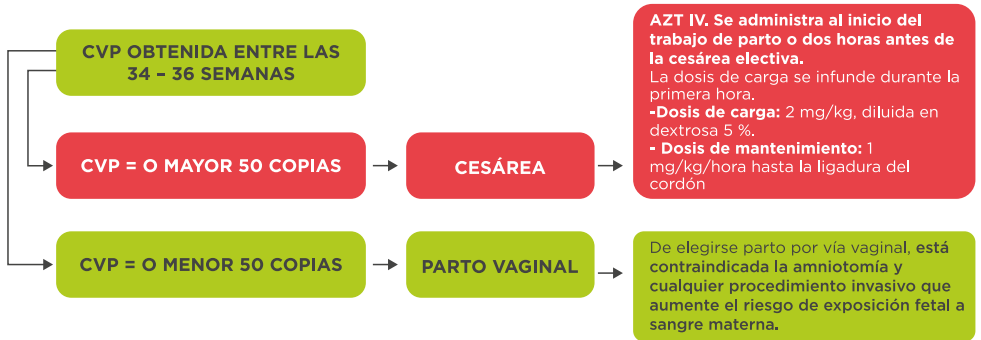 CVP OBTENIDA ENTRE LAS
34 – 36 SEMANAS
CVP = O MAYOR 50 COPIAS
CESÁREA
AZT IV. Se administra al inicio del
trabajo de parto o dos horas antes de
la cesárea electiva.
La dosis de carga se infunde durante la
primera hora.
-Dosis de carga: 2 mg/kg, diluida en
dextrosa 5 %.
- Dosis de mantenimiento: 1
mg/kg/hora hasta la ligadura del
cordón
CVP = O MENOR 50 COPIAS
PARTO VAGINAL
De elegirse parto por vía vaginal, está
contraindicada la amniotomía y
cualquier procedimiento invasivo que
aumente el riesgo de exposición fetal a
sangre materna.